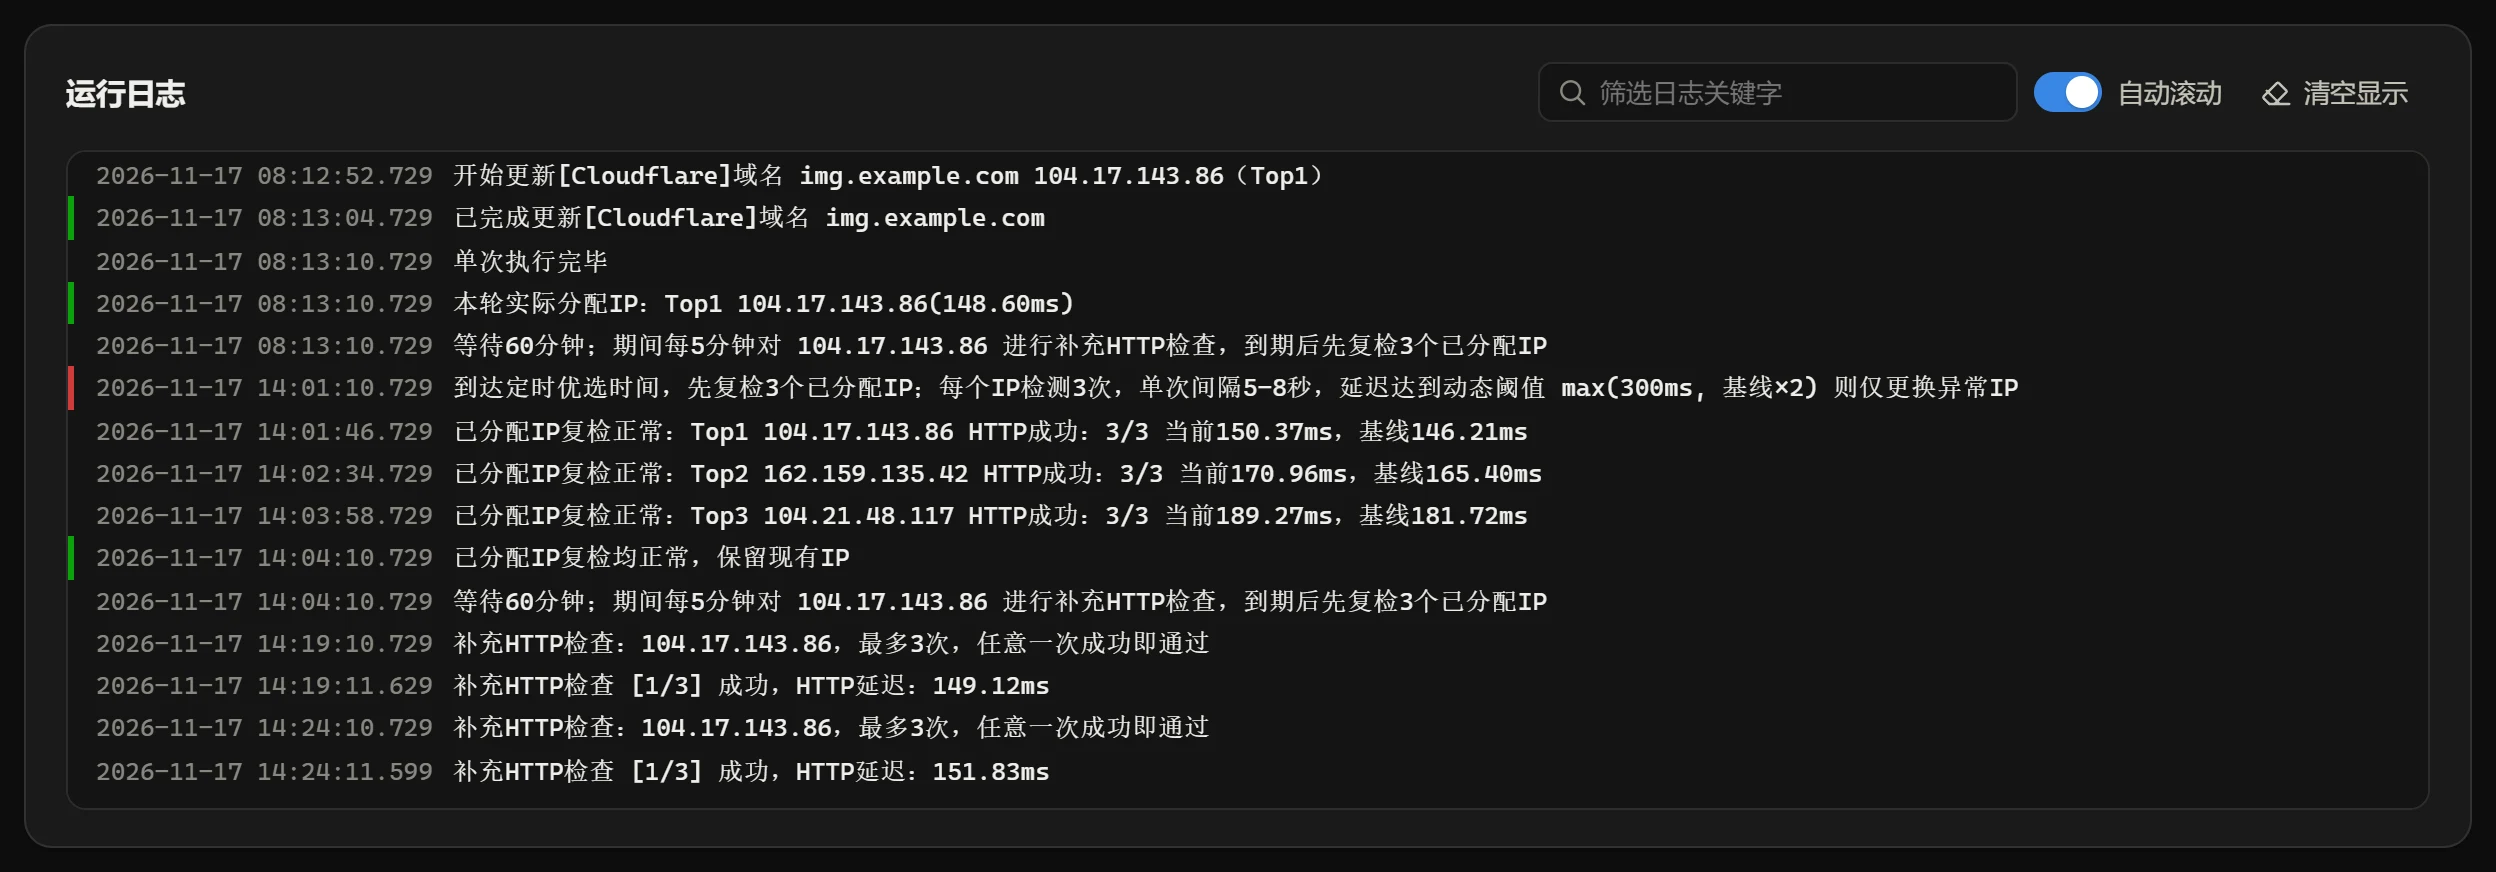 运行日志
筛选日志关键字
自动滚动
清空显示
2026-11-17 08:12:52.729 开始更新[Cloudflare]域名 img.example.com 104.17.143.86（Top1）
2026-11-17 08:13:04.729 已完成更新[Cloudflare]域名 img.example.com
2026-11-17 08:13:10.729 单次执行完毕
2026-11-17 08:13:10.729 本轮实际分配IP：Top1 104.17.143.86(148.60ms)
2026-11-17 08:13:10.729 等待60分钟；期间每5分钟对 104.17.143.86 进行补充HTTP检查，到期后先复检3个已分配IP
2026-11-17 14:01:10.729 到达定时优选时间，先复检3个已分配IP；每个IP检测3次，单次间隔5-8秒，延迟达到动态阈值 max(300ms, 基线×2) 则仅更换异常IP
2026-11-17 14:01:46.729 已分配IP复检正常：Top1 104.17.143.86 HTTP成功：3/3 当前150.37ms，基线146.21ms
2026-11-17 14:02:34.729 已分配IP复检正常：Top2 162.159.135.42 HTTP成功：3/3 当前170.96ms，基线165.40ms
2026-11-17 14:03:58.729 已分配IP复检正常：Top3 104.21.48.117 HTTP成功：3/3 当前189.27ms，基线181.72ms
2026-11-17 14:04:10.729 已分配IP复检均正常，保留现有IP
2026-11-17 14:04:10.729 等待60分钟；期间每5分钟对 104.17.143.86 进行补充HTTP检查，到期后先复检3个已分配IP
2026-11-17 14:19:10.729 补充HTTP检查：104.17.143.86，最多3次，任意一次成功即通过
2026-11-17 14:19:11.629 补充HTTP检查 [1/3] 成功，HTTP延迟：149.12ms
2026-11-17 14:24:10.729 补充HTTP检查：104.17.143.86，最多3次，任意一次成功即通过
2026-11-17 14:24:11.599 补充HTTP检查 [1/3] 成功，HTTP延迟：151.83ms